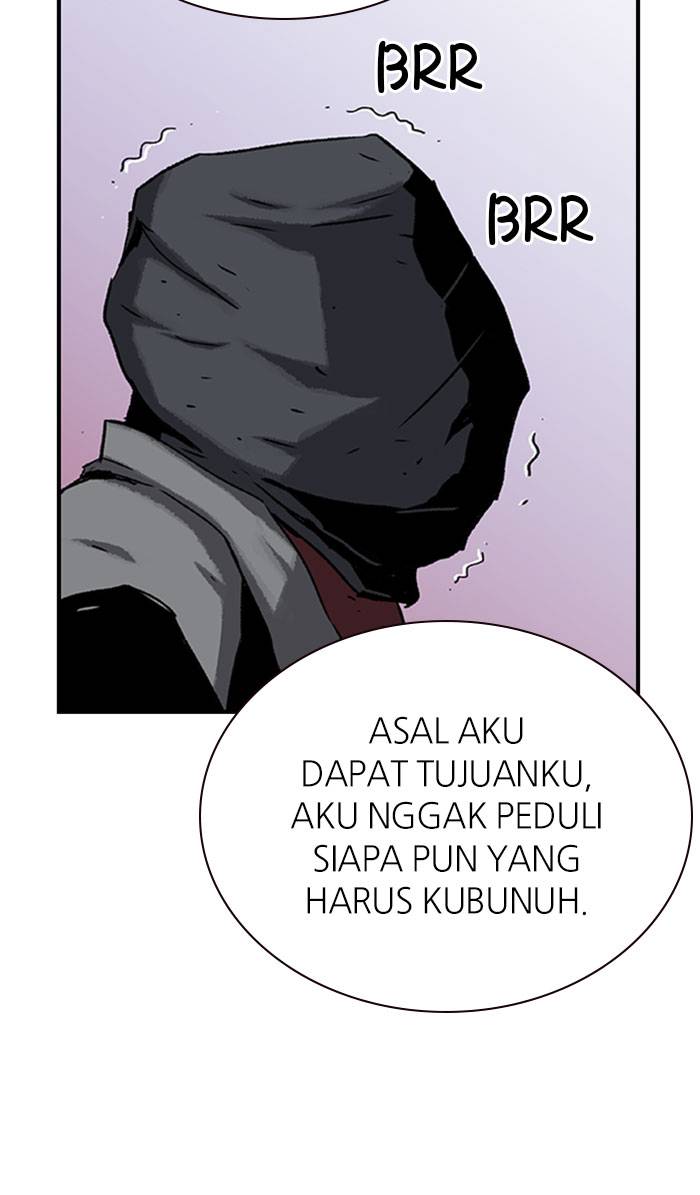 BRR
BRR
ASAL AKU
DAPAT TUJUANKU,
AKU NGGAK PEDULI
SIAPA PUN YANG
HARUS KUBUNUH.